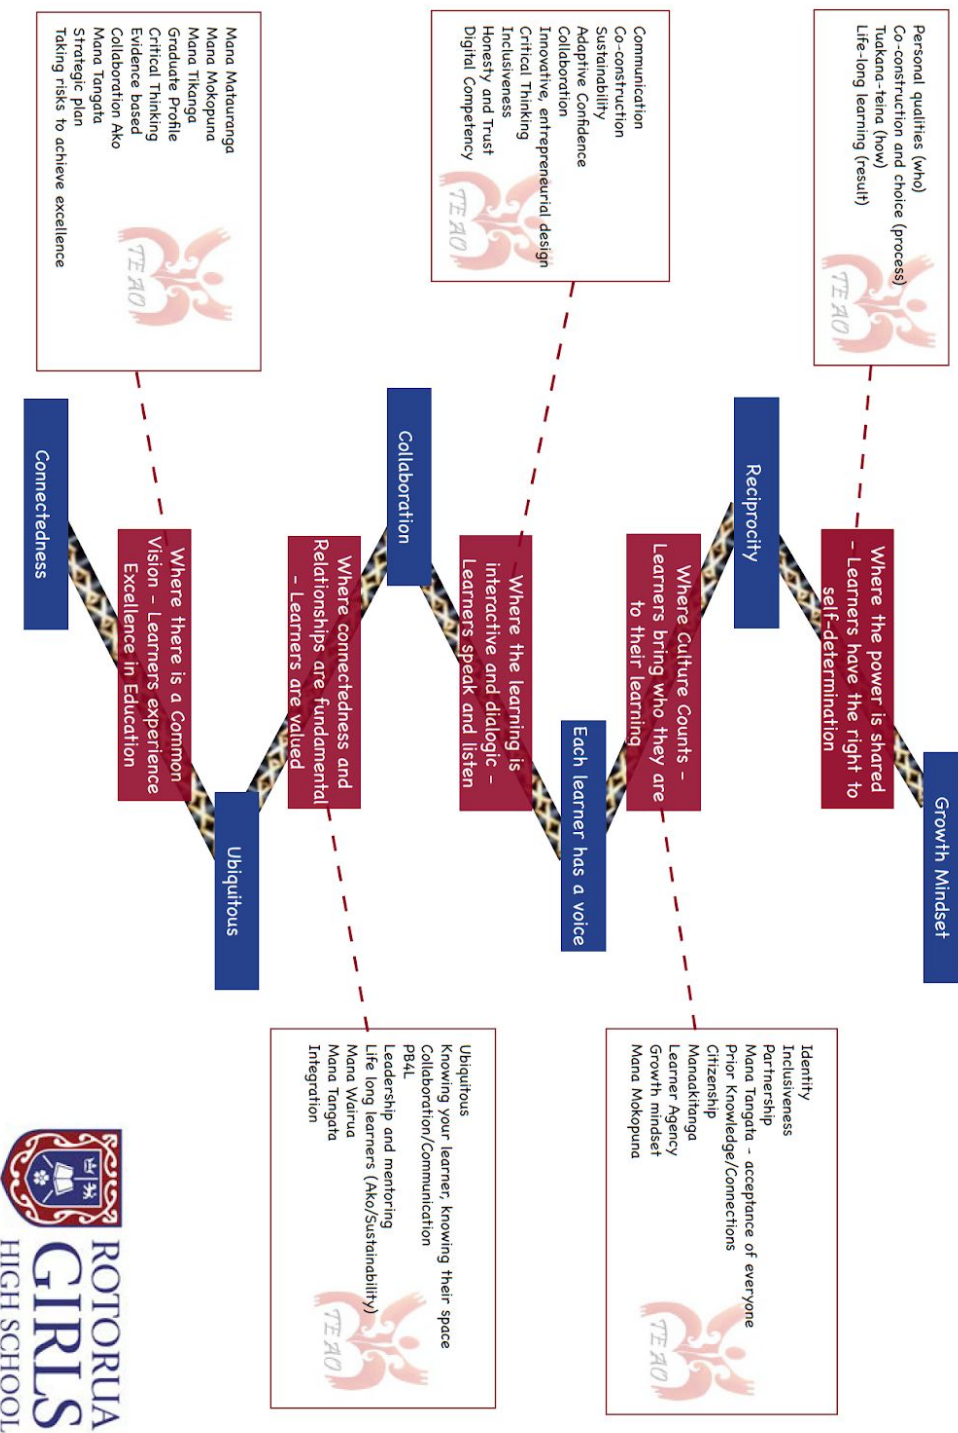 Growth Mindset
Personal qualities (who)
Co-construction and choice (process)
Tuakana-teina (how)
Life-long learning (result)
TE AO
Where the power is shared
- Learners have the right to
self-determination
Reciprocity
Where Culture Counts -
Learners bring who they are
to their learning
Identity
Inclusiveness
Partnership
Mana Tangata - acceptance of everyone
Prior Knowledge/Connections
Citizenship
Manaakitanga
Learner Agency
Growth mindset
Mana Mokopuna
TE AO
Each learner has a voice
Communication
Co-construction
Sustainability
Adaptive Confidence
Collaboration
Innovative, entrepreneurial design
Critical Thinking
Inclusiveness
Honesty and Trust
Digital Competency
TE AO
Where the learning is
interactive and dialogic -
Learners speak and listen
Collaboration
Where connectedness and
Relationships are fundamental
- Learners are valued
Ubiquitous
Knowing your learner, knowing their space
Collaboration/Communication
PB4L
Leadership and mentoring
Life long learners (Ako/Sustainability)
Mana Wairua
Mana Tangata
Integration
TE AO
Ubiquitous
Mana Matauranga
Mana Mokopuna
Mana Tikanga
Graduate Profile
Critical Thinking
Evidence based
Collaboration Ako
Mana Tangata
Strategic plan
Taking risks to achieve excellence
TE AO
Where there is a Common
Vision - Learners experience
Excellence in Education
Connectedness
ROTORUA
GIRLS
HIGH SCHOOL